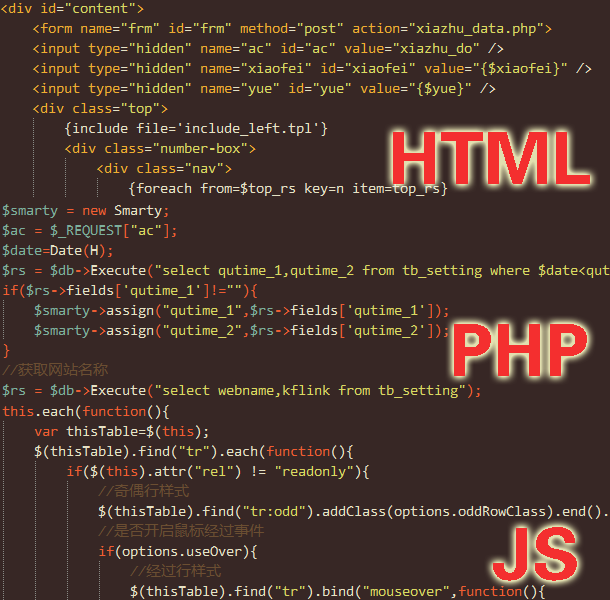 <div id="content">
<form name="frm" id="frm" method="post" action="xiazhu_data.php">
<input type="hidden" name="ac" id="ac" value="xiazhu_do" />
<input type="hidden" name="xiaofei" id="xiaofei" value="{$xiaofei}" />
<input type="hidden" name="yue" id="yue" value="{$yue}" />
<div class="top">
{include file='include_left.tpl'}
<div class="number-box">
<div class="nav">
{foreach from=$top_rs key=n item=top_rs}
HTML
$smarty = new Smarty;
$ac = $_REQUEST["ac"];
$date=Date(H);
$rs = $db->Execute("select qutime_1,qutime_2 from tb_setting where $date<qut
if($rs->fields['qutime_1']!=""){
$smarty->assign("qutime_1",$rs->fields['qutime_1']);
$smarty->assign("qutime_2",$rs->fields['qutime_2']);
}
PHP
//获取网站名称
$rs = $db->Execute("select webname,kflink from tb_setting");
this.each(function(){
var thisTable=$(this);
$(thisTable).find("tr").each(function(){
if($(this).attr("rel") != "readonly"){
//奇偶行样式
$(thisTable).find("tr:odd").addClass(options.oddRowClass).end().
//是否开启鼠标经过事件
if(options.useOver){
JS
//经过行样式
$(thisTable).find("tr").bind("mouseover",function(){